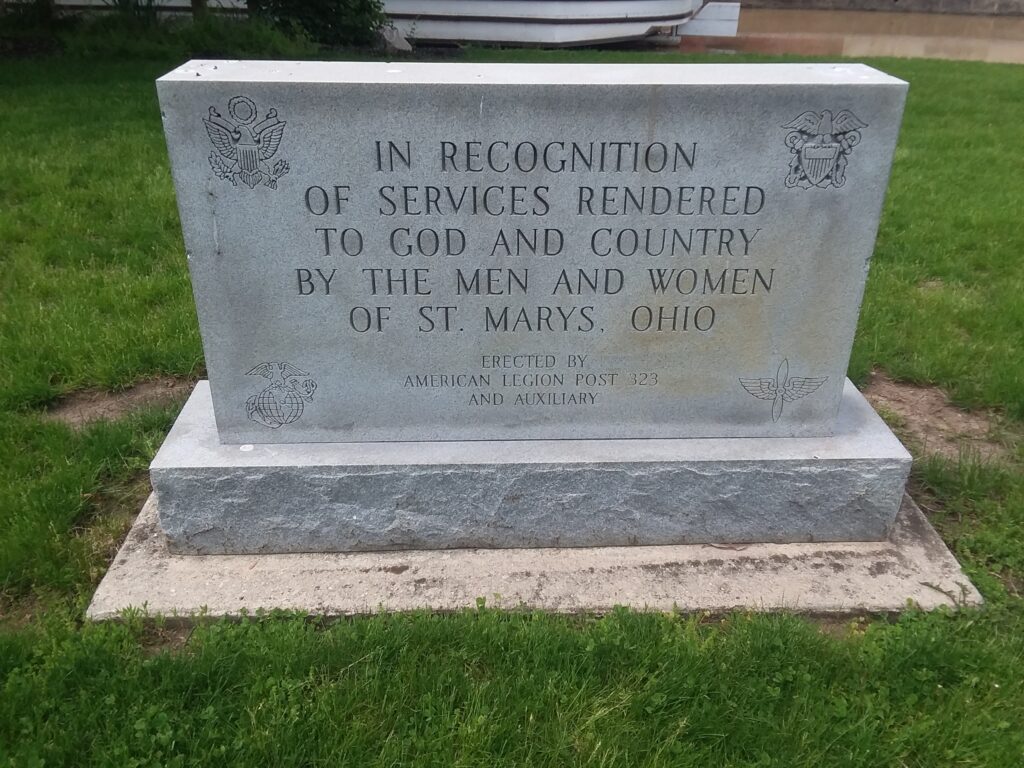 IN RECOGNITION
OF SERVICES RENDERED
TO GOD AND COUNTRY
BY THE MEN AND WOMEN
OF ST. MARYS, OHIO
ERECTED BY
AMERICAN LEGION POST 323
AND AUXILIARY